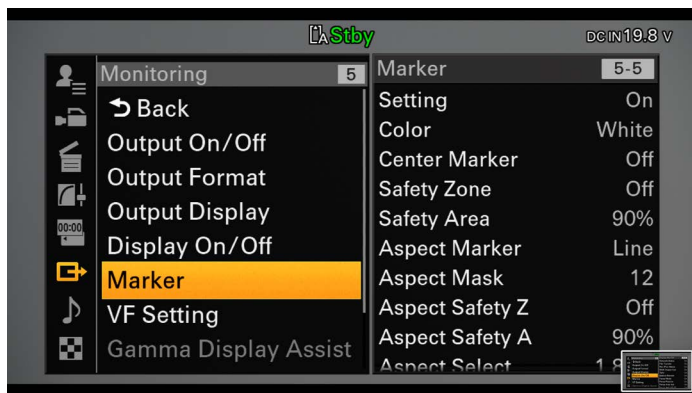 Stby
DC IN 19.8 V
Monitoring 5
Back
Output On/Off
Output Format
Output Display
Display On/Off
Marker
VF Setting
Gamma Display Assist
00:00
Marker 5-5
Setting On
Color White
Center Marker Off
Safety Zone Off
Safety Area 90%
Aspect Marker Line
Aspect Mask 12
Aspect Safety Z Off
Aspect Safety A 90%
Aspect Select